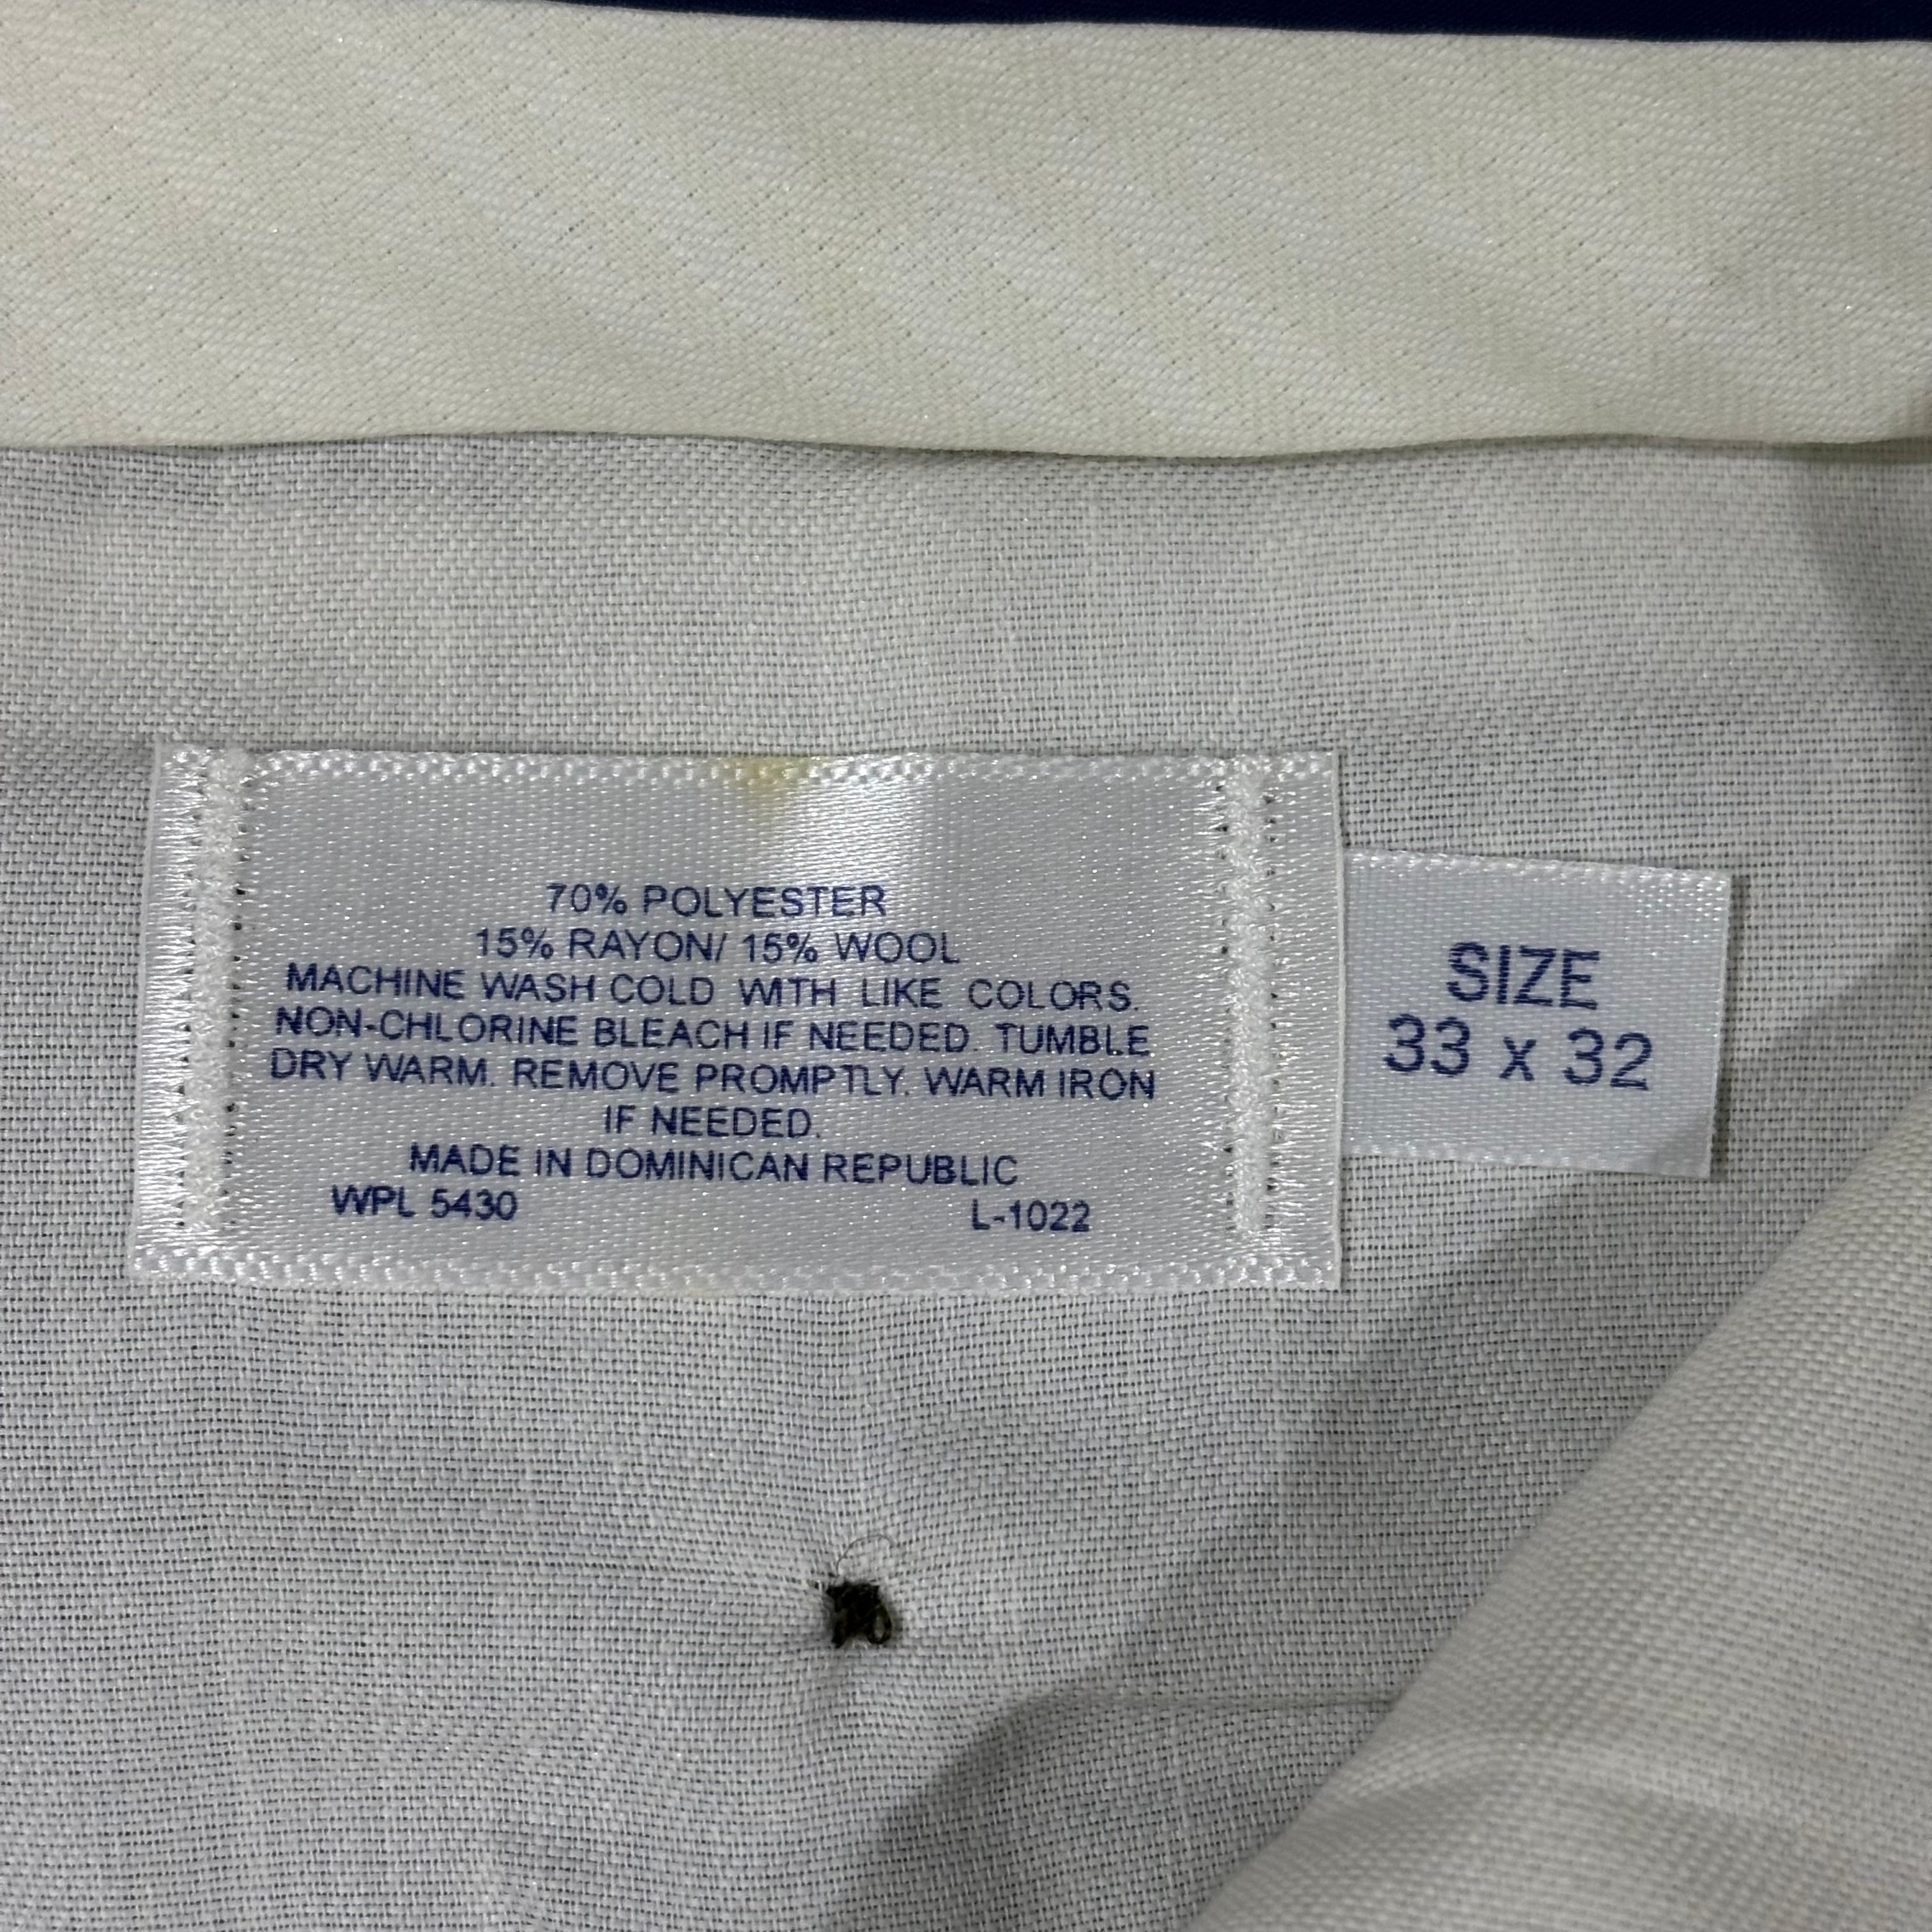 70% POLYESTER
15% RAYON/ 15% WOOL
MACHINE WASH COLD WITH LIKE COLORS.
NON-CHLORINE BLEACH IF NEEDED. TUMBLE
DRY WARM. REMOVE PROMPTLY. WARM IRON
IF NEEDED.
MADE IN DOMINICAN REPUBLIC
WPL 5430 L-1022
SIZE
33 x 32